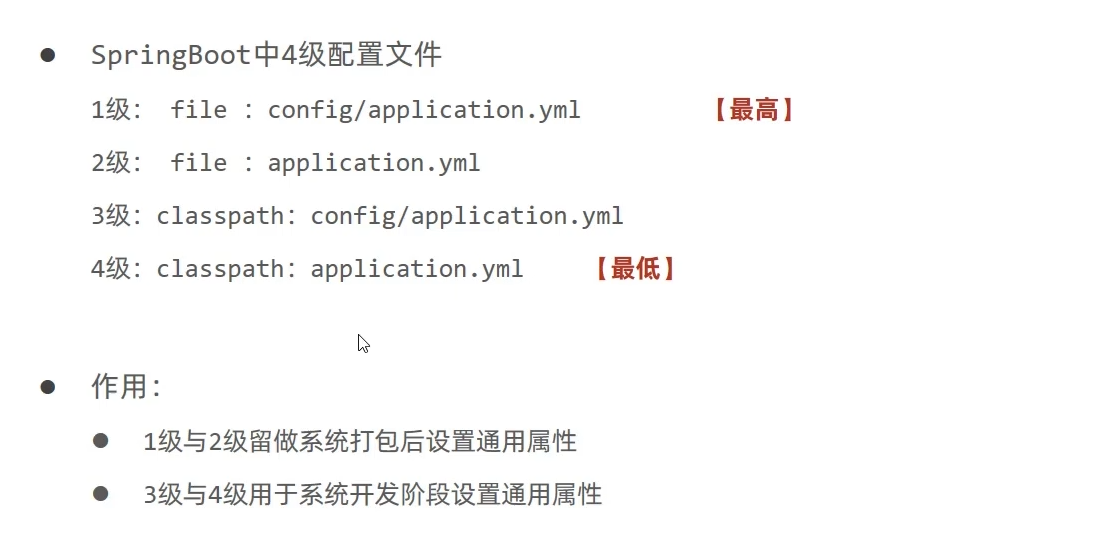 SpringBoot中4级配置文件
1级： file ：config/application.yml 【最高】
2级： file ：application.yml
3级：classpath：config/application.yml
4级：classpath：application.yml 【最低】
作用：
1级与2级留做系统打包后设置通用属性
3级与4级用于系统开发阶段设置通用属性